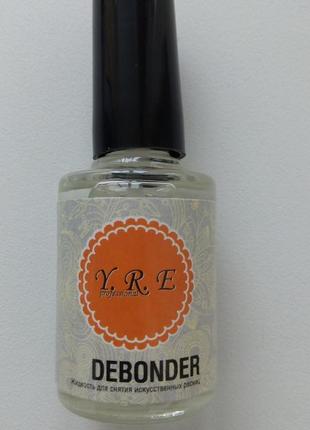 Y. R. E
professional
DEBONDER
Жидкость для снятия искусственных ресниц